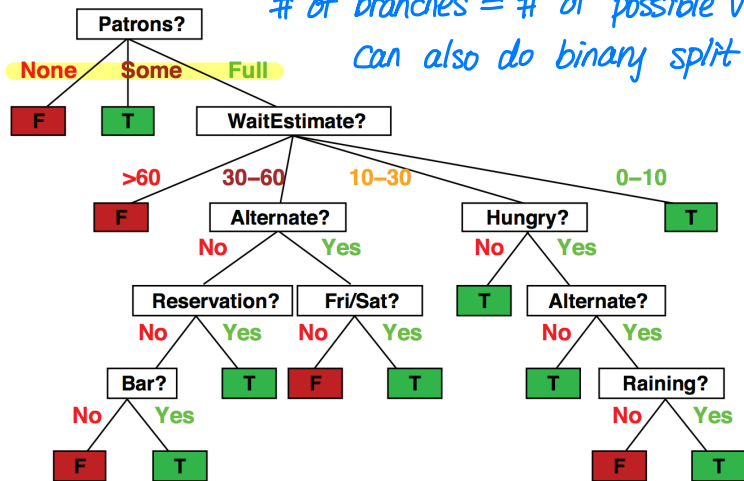 # of branches = # of possible
can also do binary split
Patrons?
None Some Full
F T WaitEstimate?
>60 30–60 10–30 0–10
F Alternate? Hungry? T
No Yes No Yes
Reservation? Fri/Sat? T Alternate?
No Yes No Yes No Yes
Bar? T F T T Raining?
No Yes No Yes
F T F T